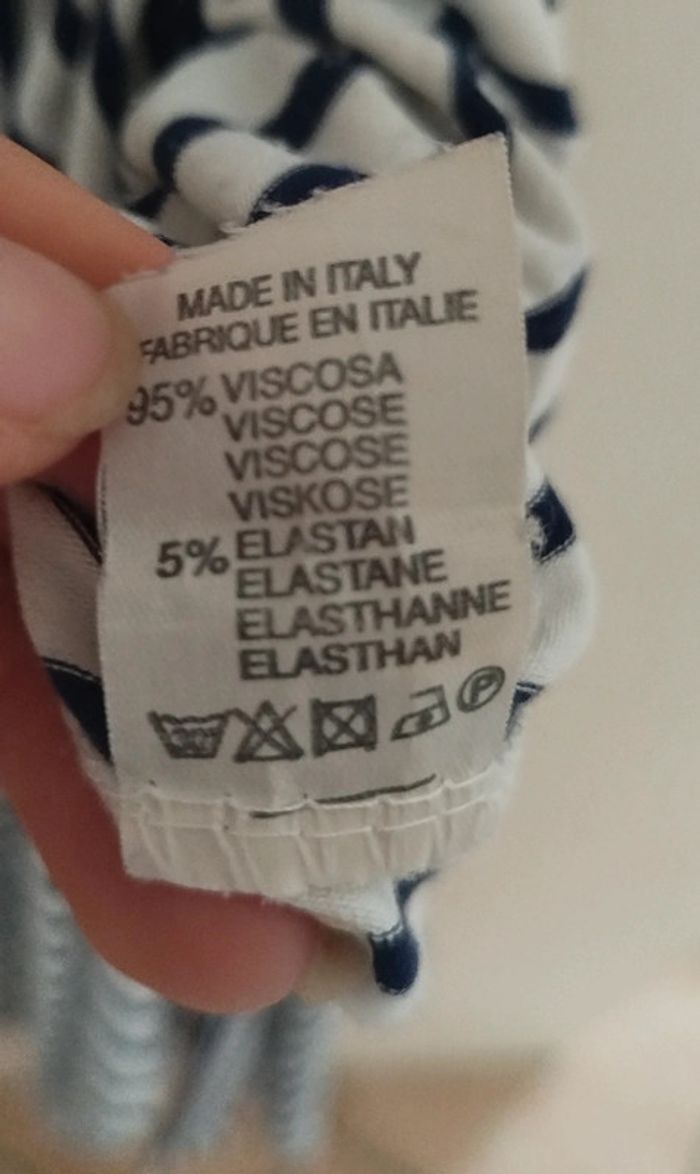 MADE IN ITALY
FABRIQUE EN ITALIE
95% VISCOSA
VISCOSE
VISCOSE
VISKOSE
5% ELASTAN
ELASTANE
ELASTHANNE
ELASTHAN
P